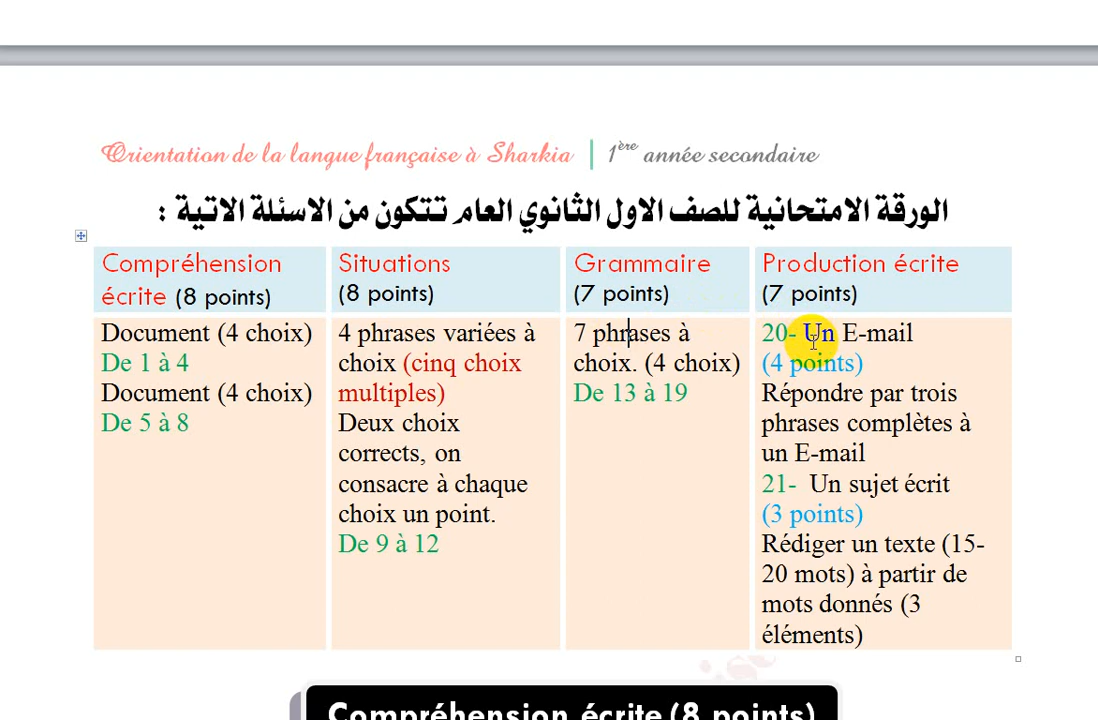 Orientation de la langue française à Sharkia | 1ère année secondaire
الورقة الامتحانية للصف الاول الثانوي العام تتكون من الاسئلة الاتية :
Compréhension
écrite (8 points)
Document (4 choix)
De 1 à 4
Document (4 choix)
De 5 à 8
Situations
(8 points)
4 phrases variées à
choix (cinq choix
multiples)
Deux choix
corrects, on
consacre à chaque
choix un point.
De 9 à 12
Grammaire
(7 points)
7 phrases à
choix. (4 choix)
De 13 à 19
Production écrite
(7 points)
20- Un E-mail
(4 points)
Répondre par trois
phrases complètes à
un E-mail
21- Un sujet écrit
(3 points)
Rédiger un texte (15-
20 mots) à partir de
mots donnés (3
éléments)
Compréhension écrite (8 points)